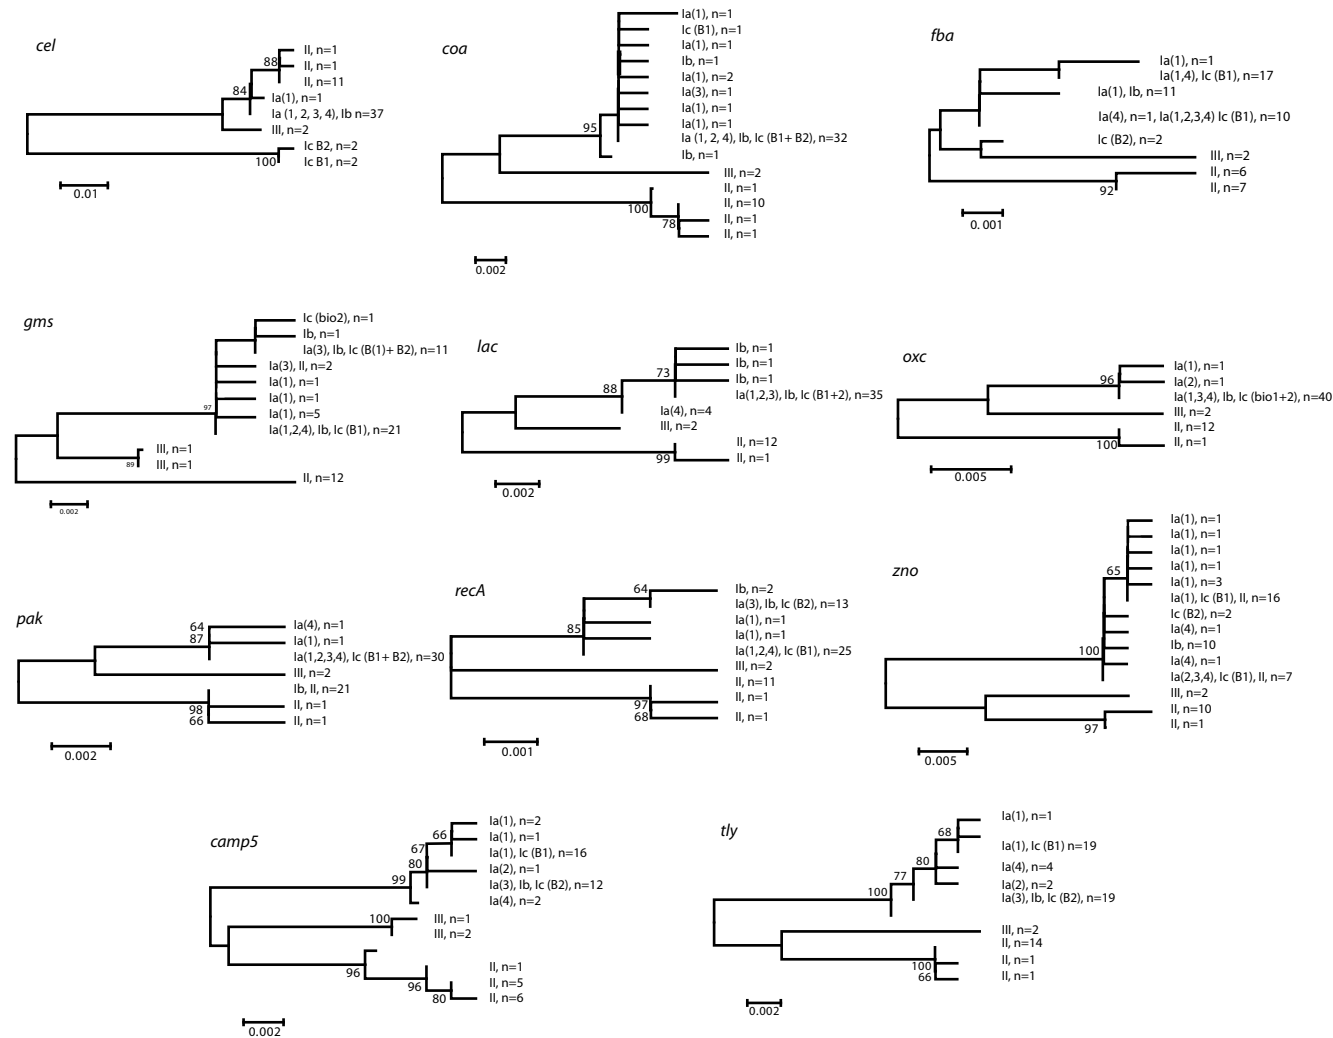 cel
88
84
100
II, n=1
II, n=1
II, n=11
Ia(1), n=1
Ia (1, 2, 3, 4), Ib n=37
III, n=2
Ic B2, n=2
Ic B1, n=2
0.01
coa
95
100
78
Ia(1), n=1
Ic (B1), n=1
Ia(1), n=1
Ib, n=1
Ia(1), n=2
Ia(3), n=1
Ia(1), n=1
Ia(1), n=1
Ia (1, 2, 4), Ib, Ic (B1+ B2), n=32
Ib, n=1
III, n=2
II, n=1
II, n=10
II, n=1
II, n=1
0.002
fba
92
Ia(1), n=1
Ia(1,4), Ic (B1), n=17
Ia(1), Ib, n=11
Ia(4), n=1, Ia(1,2,3,4) Ic (B1), n=10
Ic (B2), n=2
III, n=2
II, n=6
II, n=7
0. 001
gms
97
89
Ic (bio2), n=1
Ib, n=1
Ia(3), Ib, Ic (B(1)+ B2), n=11
Ia(3), II, n=2
Ia(1), n=1
Ia(1), n=1
Ia(1), n=5
Ia(1,2,4), Ib, Ic (B1), n=21
III, n=1
III, n=1
II, n=12
0.002
lac
73
88
99
Ib, n=1
Ib, n=1
Ib, n=1
Ia(1,2,3), Ib, Ic (B1+2), n=35
Ia(4), n=4
III, n=2
II, n=12
II, n=1
0.002
oxc
96
100
Ia(1), n=1
Ia(2), n=1
Ia(1,3,4), Ib, Ic (bio1+2), n=40
III, n=2
II, n=12
II, n=1
0.005
pak
64
87
98
66
Ia(4), n=1
Ia(1), n=1
Ia(1,2,3,4), Ic (B1+ B2), n=30
III, n=2
Ib, II, n=21
II, n=1
II, n=1
0.002
recA
64
85
97
68
Ib, n=2
Ia(3), Ib, Ic (B2), n=13
Ia(1), n=1
Ia(1), n=1
Ia(1,2,4), Ic (B1), n=25
III, n=2
II, n=11
II, n=1
II, n=1
0.001
zno
65
100
97
Ia(1), n=1
Ia(1), n=1
Ia(1), n=1
Ia(1), n=1
Ia(1), n=3
Ia(1), Ic (B1), II, n=16
Ic (B2), n=2
Ia(4), n=1
Ib, n=10
Ia(4), n=1
Ia(2,3,4), Ic (B1), II, n=7
III, n=2
II, n=10
II, n=1
0.005
camp5
66
67
80
99
100
96
96
80
Ia(1), n=2
Ia(1), n=1
Ia(1), Ic (B1), n=16
Ia(2), n=1
Ia(3), Ib, Ic (B2), n=12
Ia(4), n=2
III, n=1
III, n=2
II, n=1
II, n=5
II, n=6
0.002
tly
68
80
77
100
100
66
Ia(1), n=1
Ia(1), Ic (B1) n=19
Ia(4), n=4
Ia(2), n=2
Ia(3), Ib, Ic (B2), n=19
III, n=2
II, n=14
II, n=1
II, n=1
0.002